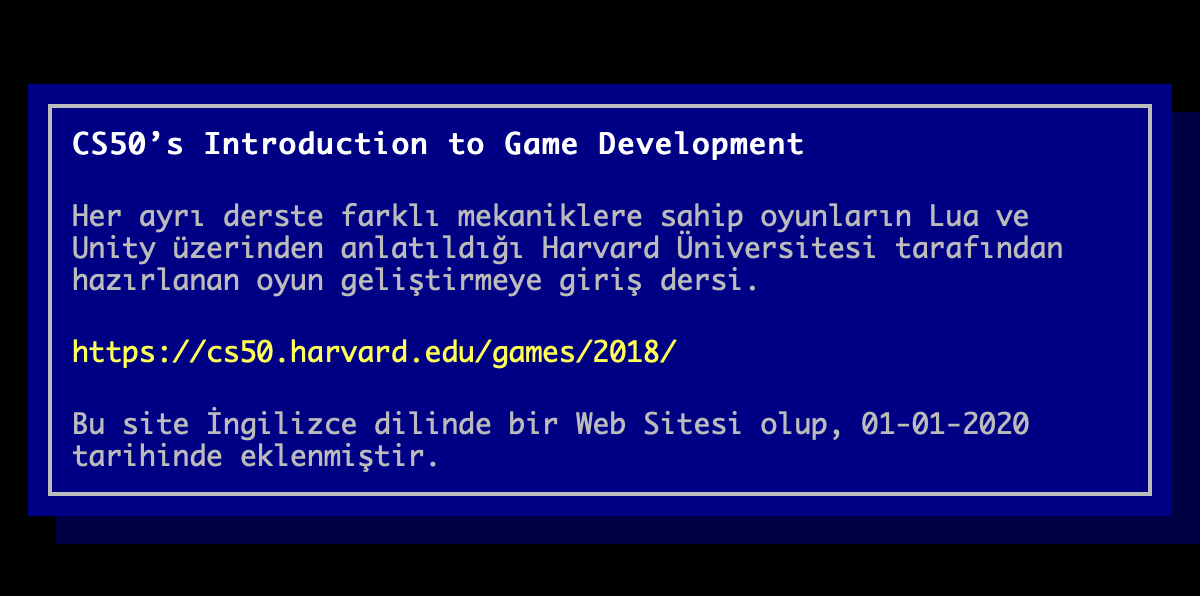 CS50’s Introduction to Game Development
Her ayrı derste farklı mekaniklere sahip oyunların Lua ve
Unity üzerinden anlatıldığı Harvard Üniversitesi tarafından
hazırlanan oyun geliştirmeye giriş dersi.
https://cs50.harvard.edu/games/2018/
Bu site İngilizce dilinde bir Web Sitesi olup, 01-01-2020
tarihinde eklenmiştir.